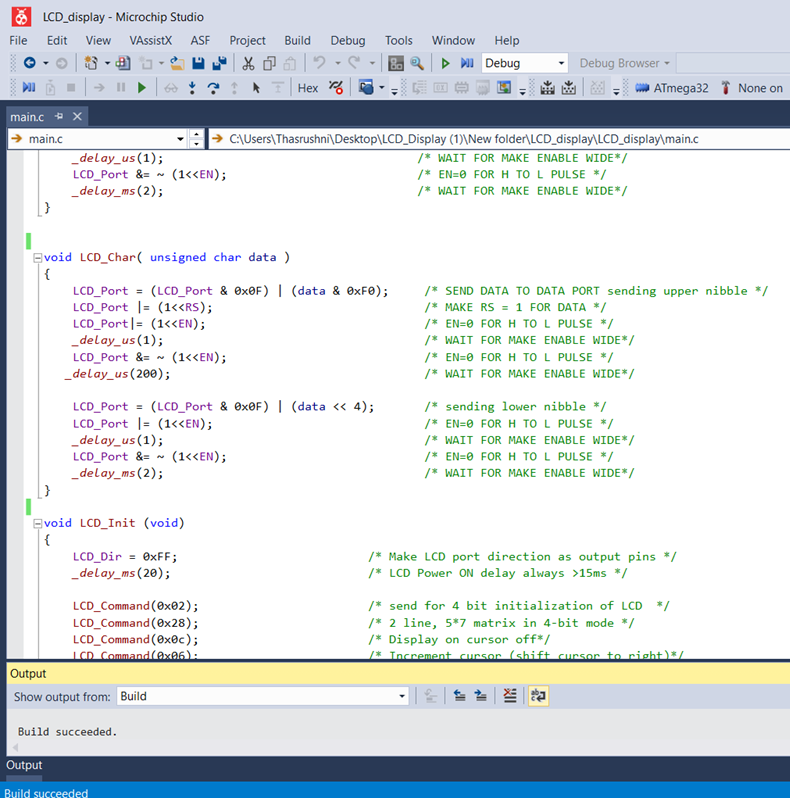 LCD_display - Microchip Studio
File Edit View VAssistX ASF Project Build Debug Tools Window Help
Debug Debug Browser
Hex ATmega32 None on
main.c
main.c C:\Users\Thasrushni\Desktop\LCD_Display (1)\New folder\LCD_display\LCD_display\main.c
_delay_us(1); /* WAIT FOR MAKE ENABLE WIDE*/
LCD_Port &= ~ (1<<EN); /* EN=0 FOR H TO L PULSE */
_delay_ms(2); /* WAIT FOR MAKE ENABLE WIDE*/
}
void LCD_Char( unsigned char data )
{
LCD_Port = (LCD_Port & 0x0F) | (data & 0xF0); /* SEND DATA TO DATA PORT sending upper nibble */
LCD_Port |= (1<<RS); /* MAKE RS = 1 FOR DATA */
LCD_Port|= (1<<EN); /* EN=0 FOR H TO L PULSE */
_delay_us(1); /* WAIT FOR MAKE ENABLE WIDE*/
LCD_Port &= ~ (1<<EN); /* EN=0 FOR H TO L PULSE */
_delay_us(200); /* WAIT FOR MAKE ENABLE WIDE*/
LCD_Port = (LCD_Port & 0x0F) | (data << 4); /* sending lower nibble */
LCD_Port |= (1<<EN); /* EN=0 FOR H TO L PULSE */
_delay_us(1); /* WAIT FOR MAKE ENABLE WIDE*/
LCD_Port &= ~ (1<<EN); /* EN=0 FOR H TO L PULSE */
_delay_ms(2); /* WAIT FOR MAKE ENABLE WIDE*/
}
void LCD_Init (void)
{
LCD_Dir = 0xFF; /* Make LCD port direction as output pins */
_delay_ms(20); /* LCD Power ON delay always >15ms */
LCD_Command(0x02); /* send for 4 bit initialization of LCD */
LCD_Command(0x28); /* 2 line, 5*7 matrix in 4-bit mode */
LCD_Command(0x0c); /* Display on cursor off*/
LCD_Command(0x06); /* Increment cursor (shift cursor to right)*/
Output
Show output from: Build
Build succeeded.
Output
Build succeeded